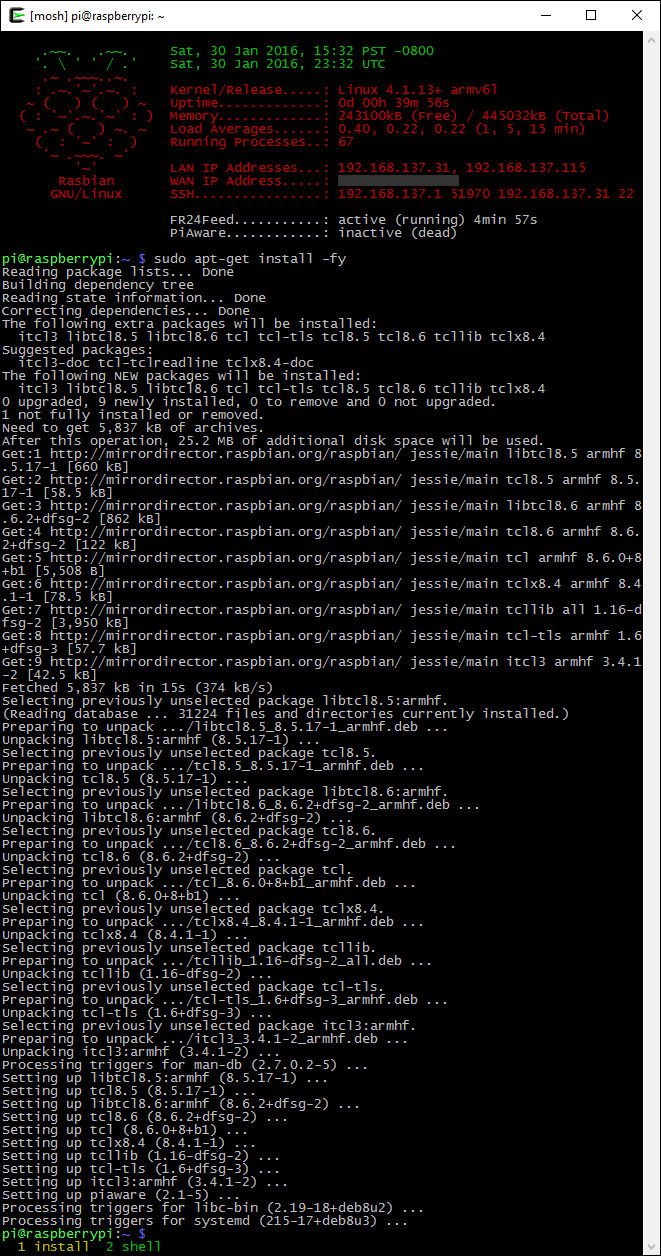 [mosh] pi@raspberrypi: ~
Sat, 30 Jan 2016, 15:32 PST -0800
Sat, 30 Jan 2016, 23:32 UTC
Kernel/Release.....: Linux 4.1.13+ armv6l
Uptime.............: 0d 00h 39m 56s
Memory.............: 243100kB (Free) / 445032kB (Total)
Load Averages......: 0.40, 0.22, 0.22 (1, 5, 15 min)
Running Processes..: 67
LAN IP Addresses...: 192.168.137.31, 192.168.137.115
Rasbian WAN IP Address.....:
GNU/Linux SSH................: 192.168.137.1 51970 192.168.137.31 22
FR24Feed...........: active (running) 4min 57s
PiAware............: inactive (dead)
pi@raspberrypi:~ $ sudo apt-get install -fy
Reading package lists... Done
Building dependency tree
Reading state information... Done
Correcting dependencies... Done
The following extra packages will be installed:
itcl3 libtcl8.5 libtcl8.6 tcl tcl-tls tcl8.5 tcl8.6 tcllib tclx8.4
Suggested packages:
itcl3-doc tcl-tclreadline tclx8.4-doc
The following NEW packages will be installed:
itcl3 libtcl8.5 libtcl8.6 tcl tcl-tls tcl8.5 tcl8.6 tcllib tclx8.4
0 upgraded, 9 newly installed, 0 to remove and 0 not upgraded.
1 not fully installed or removed.
Need to get 5,837 kB of archives.
After this operation, 25.2 MB of additional disk space will be used.
Get:1 http://mirrordirector.raspbian.org/raspbian/ jessie/main libtcl8.5 armhf 8
.5.17-1 [660 kB]
Get:2 http://mirrordirector.raspbian.org/raspbian/ jessie/main tcl8.5 armhf 8.5.
17-1 [58.5 kB]
Get:3 http://mirrordirector.raspbian.org/raspbian/ jessie/main libtcl8.6 armhf 8
.6.2+dfsg-2 [862 kB]
Get:4 http://mirrordirector.raspbian.org/raspbian/ jessie/main tcl8.6 armhf 8.6.
2+dfsg-2 [122 kB]
Get:5 http://mirrordirector.raspbian.org/raspbian/ jessie/main tcl armhf 8.6.0+8
+b1 [5,508 B]
Get:6 http://mirrordirector.raspbian.org/raspbian/ jessie/main tclx8.4 armhf 8.4
.1-1 [78.5 kB]
Get:7 http://mirrordirector.raspbian.org/raspbian/ jessie/main tcllib all 1.16-d
fsg-2 [3,950 kB]
Get:8 http://mirrordirector.raspbian.org/raspbian/ jessie/main tcl-tls armhf 1.6
+dfsg-3 [57.7 kB]
Get:9 http://mirrordirector.raspbian.org/raspbian/ jessie/main itcl3 armhf 3.4.1
-2 [42.5 kB]
Fetched 5,837 kB in 15s (374 kB/s)
Selecting previously unselected package libtcl8.5:armhf.
(Reading database ... 31224 files and directories currently installed.)
Preparing to unpack .../libtcl8.5_8.5.17-1_armhf.deb ...
Unpacking libtcl8.5:armhf (8.5.17-1) ...
Selecting previously unselected package tcl8.5.
Preparing to unpack .../tcl8.5_8.5.17-1_armhf.deb ...
Unpacking tcl8.5 (8.5.17-1) ...
Selecting previously unselected package libtcl8.6:armhf.
Preparing to unpack .../libtcl8.6_8.6.2+dfsg-2_armhf.deb ...
Unpacking libtcl8.6:armhf (8.6.2+dfsg-2) ...
Selecting previously unselected package tcl8.6.
Preparing to unpack .../tcl8.6_8.6.2+dfsg-2_armhf.deb ...
Unpacking tcl8.6 (8.6.2+dfsg-2) ...
Selecting previously unselected package tcl.
Preparing to unpack .../tcl_8.6.0+8+b1_armhf.deb ...
Unpacking tcl (8.6.0+8+b1) ...
Selecting previously unselected package tclx8.4.
Preparing to unpack .../tclx8.4_8.4.1-1_armhf.deb ...
Unpacking tclx8.4 (8.4.1-1) ...
Selecting previously unselected package tcllib.
Preparing to unpack .../tcllib_1.16-dfsg-2_all.deb ...
Unpacking tcllib (1.16-dfsg-2) ...
Selecting previously unselected package tcl-tls.
Preparing to unpack .../tcl-tls_1.6+dfsg-3_armhf.deb ...
Unpacking tcl-tls (1.6+dfsg-3) ...
Selecting previously unselected package itcl3:armhf.
Preparing to unpack .../itcl3_3.4.1-2_armhf.deb ...
Unpacking itcl3:armhf (3.4.1-2) ...
Processing triggers for man-db (2.7.0.2-5) ...
Setting up libtcl8.5:armhf (8.5.17-1) ...
Setting up tcl8.5 (8.5.17-1) ...
Setting up libtcl8.6:armhf (8.6.2+dfsg-2) ...
Setting up tcl8.6 (8.6.2+dfsg-2) ...
Setting up tcl (8.6.0+8+b1) ...
Setting up tclx8.4 (8.4.1-1) ...
Setting up tcllib (1.16-dfsg-2) ...
Setting up tcl-tls (1.6+dfsg-3) ...
Setting up itcl3:armhf (3.4.1-2) ...
Setting up piaware (2.1-5) ...
Processing triggers for libc-bin (2.19-18+deb8u2) ...
Processing triggers for systemd (215-17+deb8u3) ...
pi@raspberrypi:~ $
1 install 2 shell